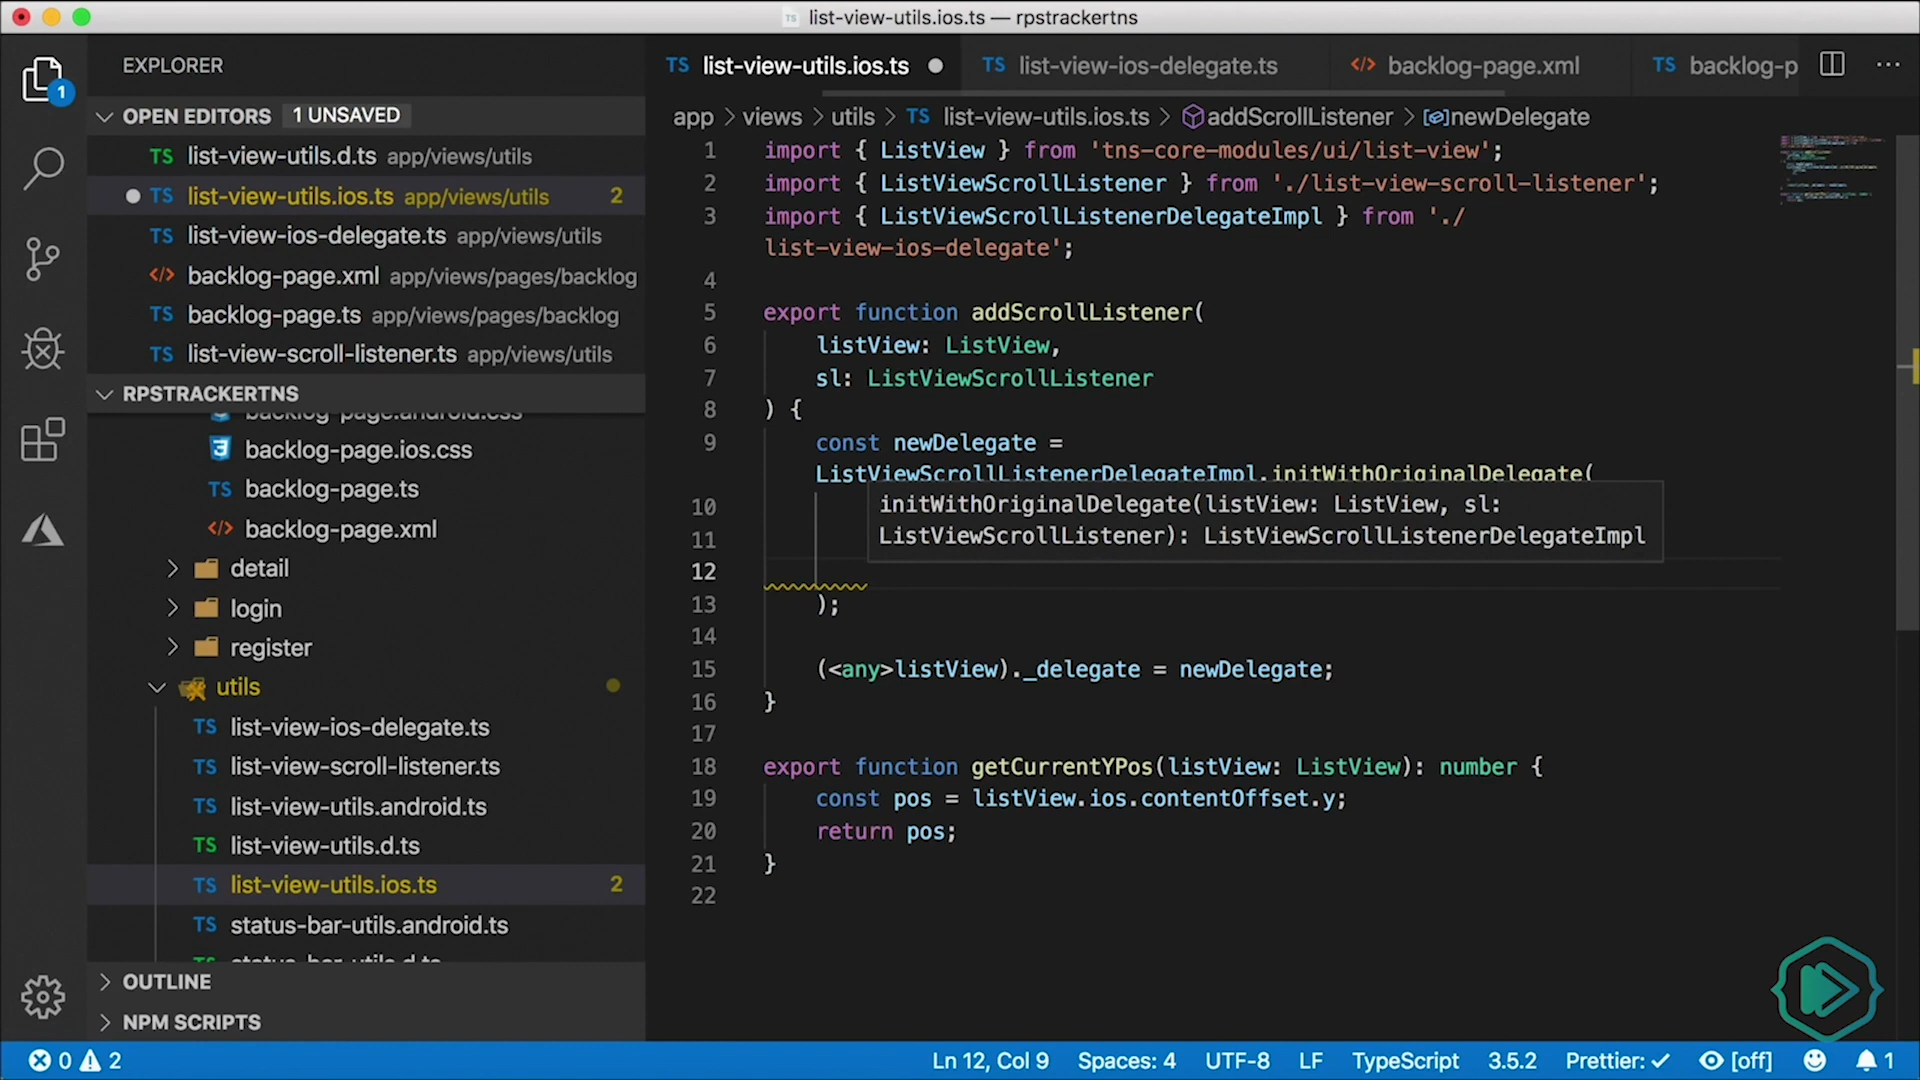 list-view-utils.ios.ts — rpstrackertns
EXPLORER
OPEN EDITORS 1 UNSAVED
TS list-view-utils.d.ts app/views/utils
TS list-view-utils.ios.ts app/views/utils 2
TS list-view-ios-delegate.ts app/views/utils
</> backlog-page.xml app/views/pages/backlog
TS backlog-page.ts app/views/pages/backlog
TS list-view-scroll-listener.ts app/views/utils
RPSTRACKERTNS
backlog-page.android.css
backlog-page.ios.css
TS backlog-page.ts
</> backlog-page.xml
detail
login
register
utils
TS list-view-ios-delegate.ts
TS list-view-scroll-listener.ts
TS list-view-utils.android.ts
TS list-view-utils.d.ts
TS list-view-utils.ios.ts 2
TS status-bar-utils.android.ts
TS status-bar-utils.d.ts
OUTLINE
NPM SCRIPTS
1
TS list-view-utils.ios.ts TS list-view-ios-delegate.ts </> backlog-page.xml TS backlog-p
app > views > utils > TS list-view-utils.ios.ts > addScrollListener > newDelegate
1 import { ListView } from 'tns-core-modules/ui/list-view';
2 import { ListViewScrollListener } from './list-view-scroll-listener';
3 import { ListViewScrollListenerDelegateImpl } from './
list-view-ios-delegate';
4
5 export function addScrollListener(
6 listView: ListView,
7 sl: ListViewScrollListener
8 ) {
9 const newDelegate =
ListViewScrollListenerDelegateImpl.initWithOriginalDelegate(
10
initWithOriginalDelegate(listView: ListView, sl:
11
ListViewScrollListener): ListViewScrollListenerDelegateImpl
12
13 );
14
15 (<any>listView)._delegate = newDelegate;
16 }
17
18 export function getCurrentYPos(listView: ListView): number {
19 const pos = listView.ios.contentOffset.y;
20 return pos;
21 }
22
0 2 Ln 12, Col 9 Spaces: 4 UTF-8 LF TypeScript 3.5.2 Prettier: ✓ [off] 1